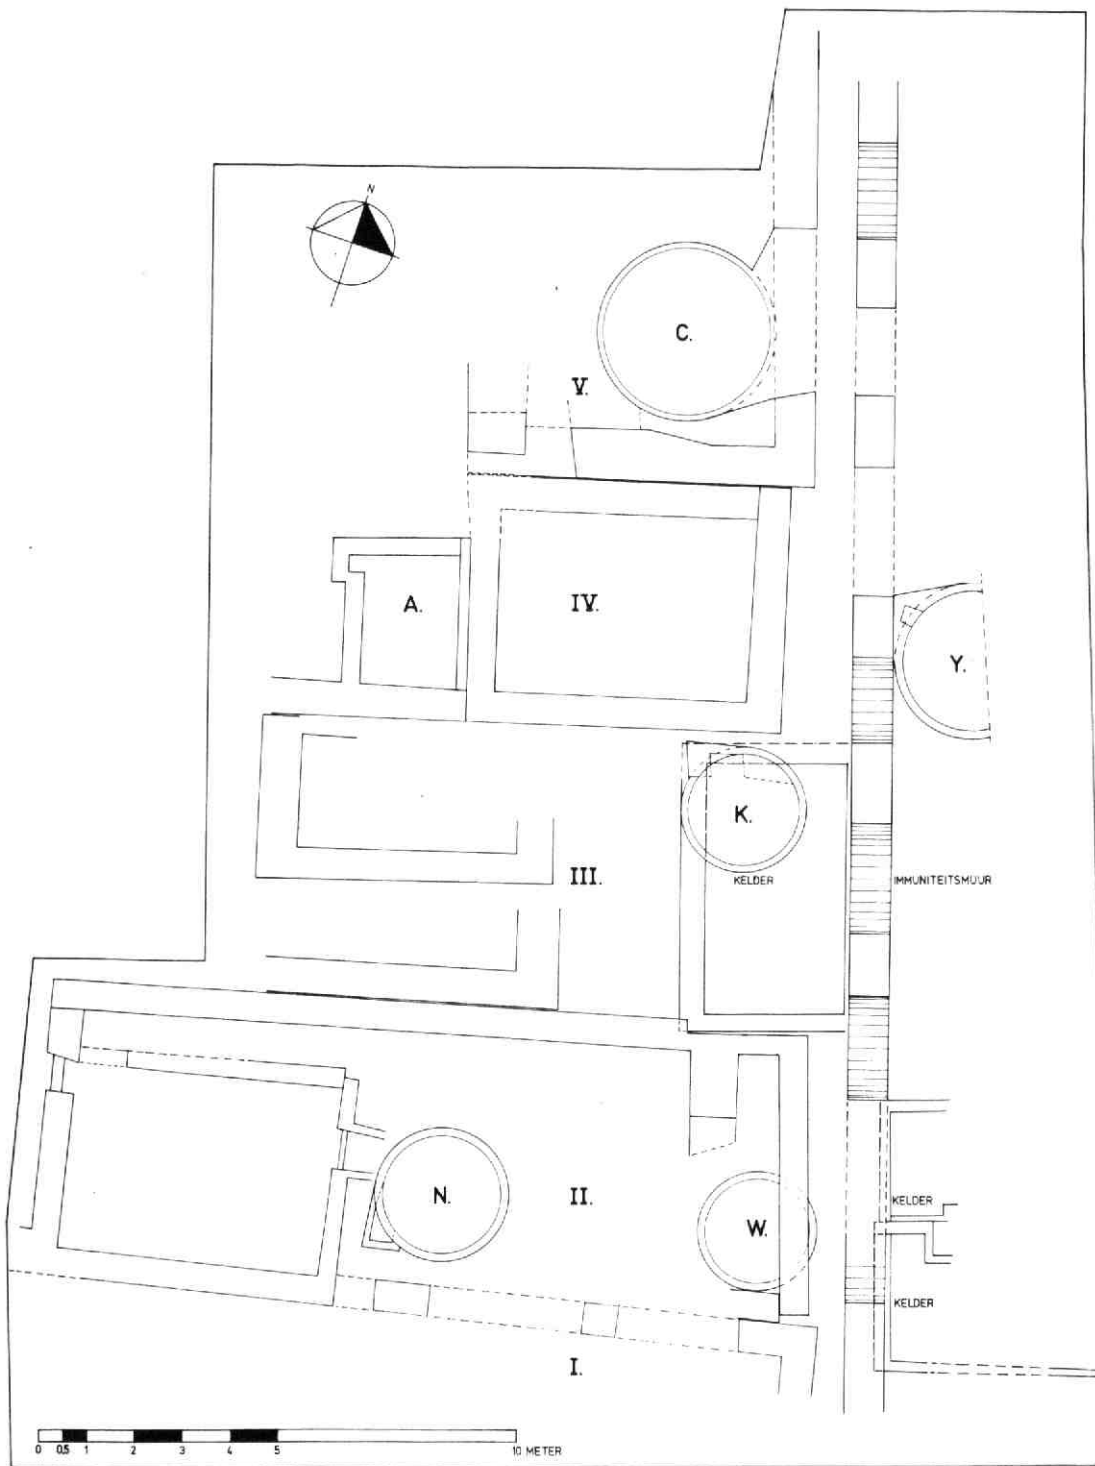 N
C.
V.
A.
IV.
Y.
K.
III.
KELDER
IMMUNITEITSMUUR
N.
II.
W.
KELDER
KELDER
I.
0 0,5 1 2 3 4 5 10 METER